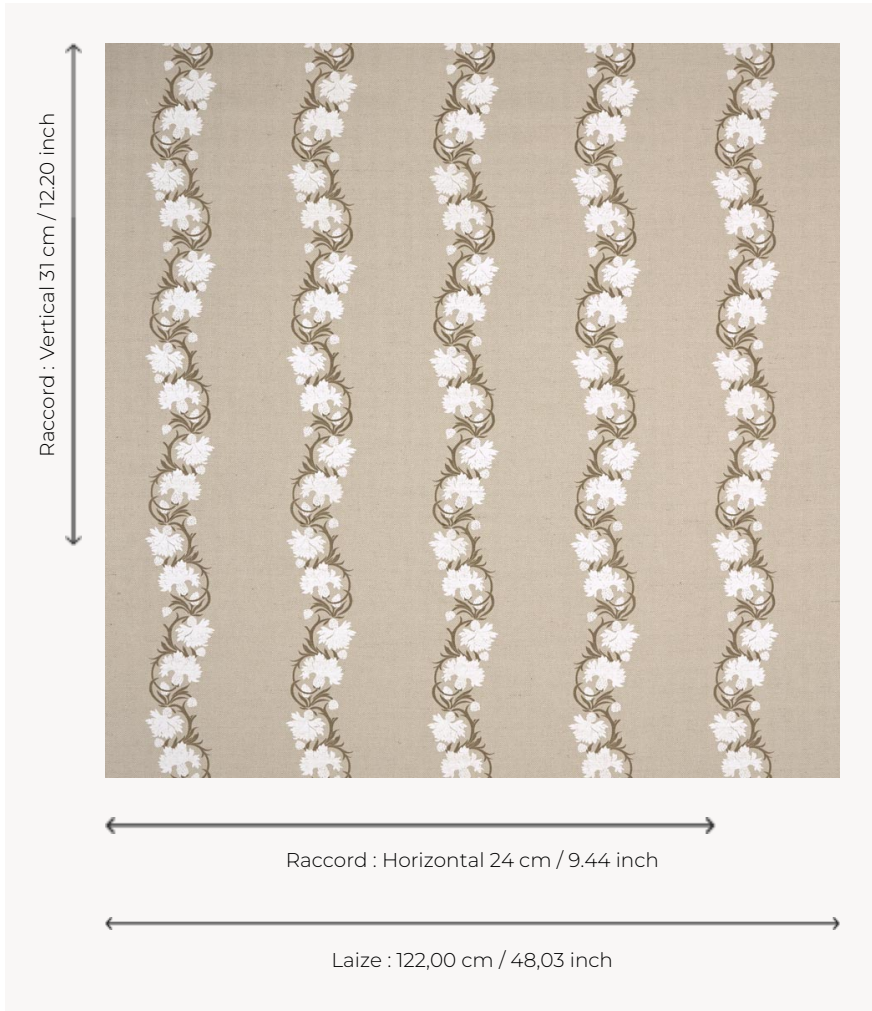 Raccord : Vertical 31 cm / 12.20 inch
Raccord : Horizontal 24 cm / 9.44 inch
Laize : 122,00 cm / 48,03 inch